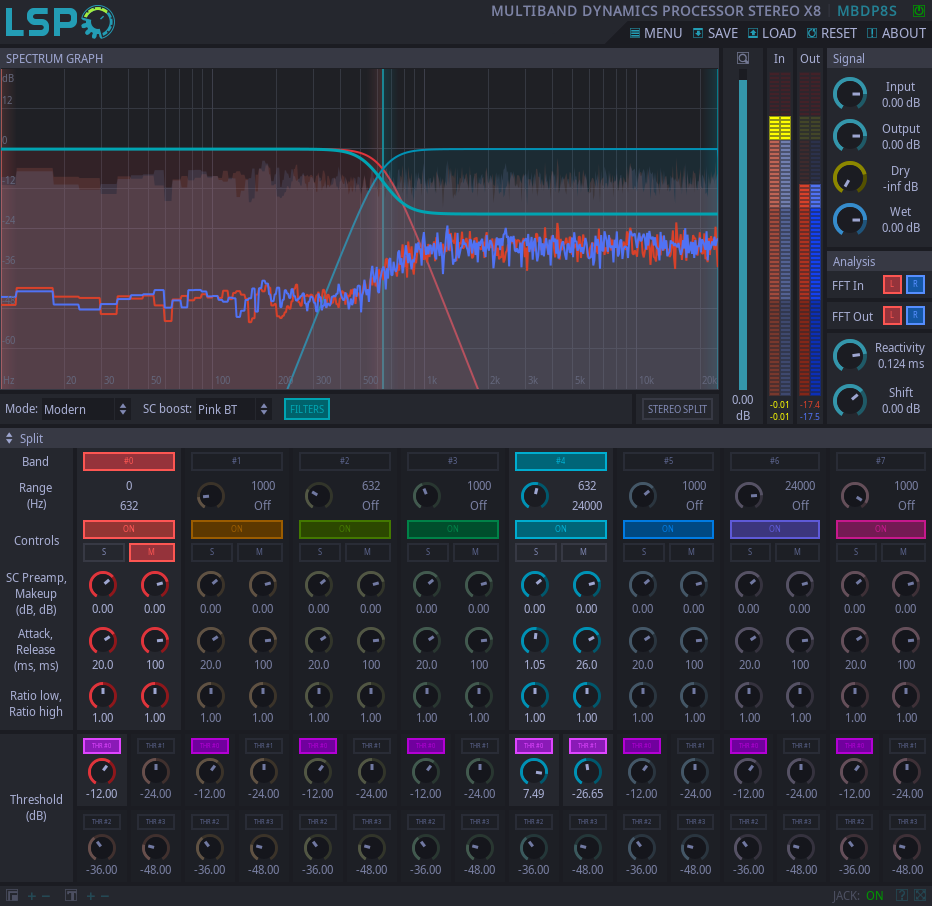 LSP
MULTIBAND DYNAMICS PROCESSOR STEREO X8 MBDP8S
MENU SAVE LOAD RESET ABOUT
SPECTRUM GRAPH
In Out
Signal
dB
12
0
-12
-24
-36
-60
Hz 20 30 50 100 200 300 500 1k 2k 3k 5k 10k 20k
0.00
dB
-0.01 -17.4
-0.01 -17.5
Input
0.00 dB
Output
0.00 dB
Dry
-inf dB
Wet
0.00 dB
Analysis
FFT In L R
FFT Out L R
Reactivity
0.124 ms
Shift
0.00 dB
Mode: Modern SC boost: Pink BT FILTERS STEREO SPLIT
Split
Band #0 #1 #2 #3 #4 #5 #6 #7
Range
(Hz)
0 1000 632 1000 632 1000 24000 1000
632 Off Off Off 24000 Off Off Off
Controls
ON ON ON ON ON ON ON ON
S M S M S M S M S M S M S M S M
SC Preamp,
Makeup
(dB, dB)
0.00 0.00 0.00 0.00 0.00 0.00 0.00 0.00 0.00 0.00 0.00 0.00 0.00 0.00 0.00 0.00
Attack,
Release
(ms, ms)
20.0 100 20.0 100 20.0 100 20.0 100 1.05 26.0 20.0 100 20.0 100 20.0 100
Ratio low,
Ratio high
1.00 1.00 1.00 1.00 1.00 1.00 1.00 1.00 1.00 1.00 1.00 1.00 1.00 1.00 1.00 1.00
Threshold
(dB)
THR #0 THR #1 THR #0 THR #1 THR #0 THR #1 THR #0 THR #1 THR #0 THR #1 THR #0 THR #1 THR #0 THR #1 THR #0 THR #1
-12.00 -24.00 -12.00 -24.00 -12.00 -24.00 -12.00 -24.00 7.49 -26.65 -12.00 -24.00 -12.00 -24.00 -12.00 -24.00
THR #2 THR #3 THR #2 THR #3 THR #2 THR #3 THR #2 THR #3 THR #2 THR #3 THR #2 THR #3 THR #2 THR #3 THR #2 THR #3
-36.00 -48.00 -36.00 -48.00 -36.00 -48.00 -36.00 -48.00 -36.00 -48.00 -36.00 -48.00 -36.00 -48.00 -36.00 -48.00
JACK: ON